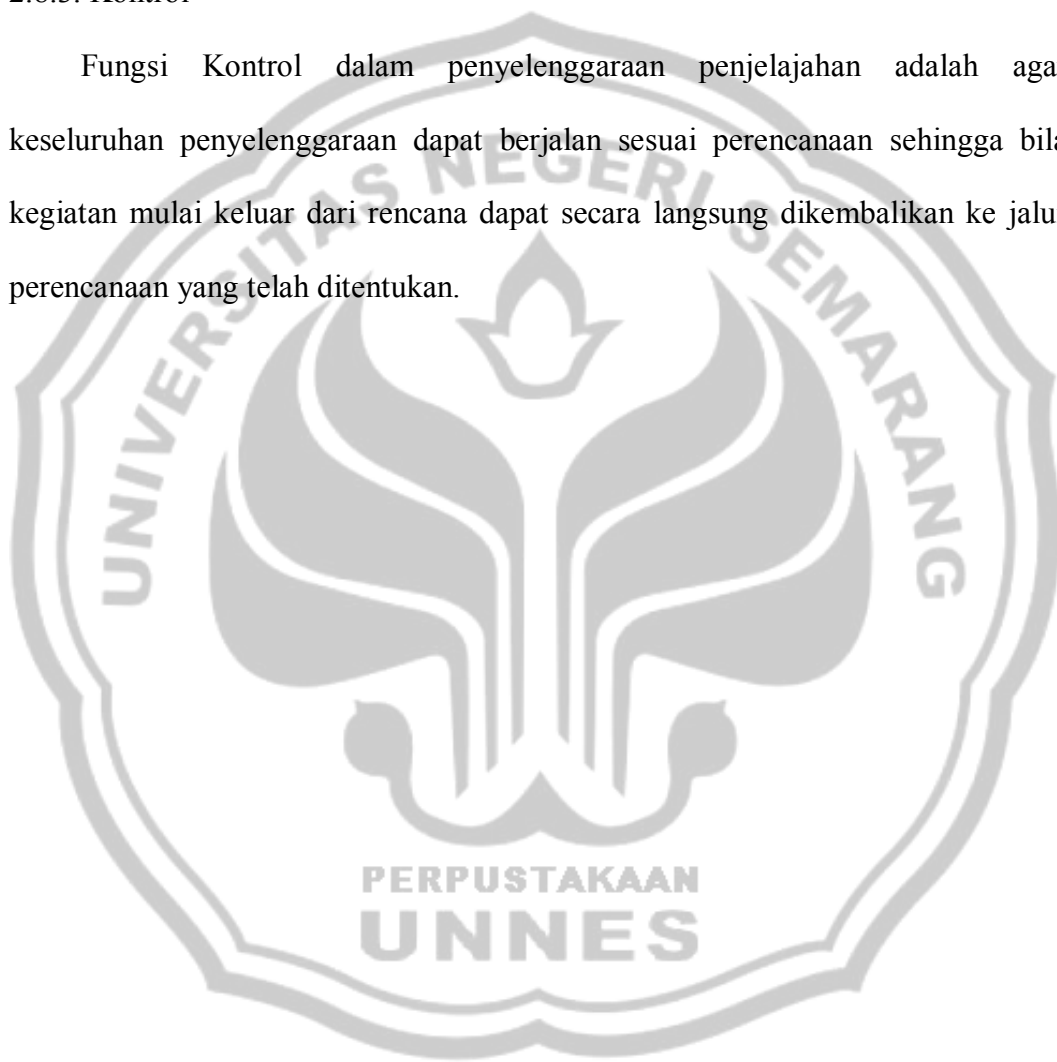 Kontrol
Fungsi Kontrol dalam penyelenggaraan penjelajahan adalah aga
keseluruhan penyelenggaraan dapat berjalan sesuai perencanaan sehingga bila
kegiatan mulai keluar dari rencana dapat secara langsung dikembalikan ke jalu
perencanaan yang telah ditentukan.
UNIVERSITAS NEGERI SEMARANG
PERPUSTAKAAN
UNNES